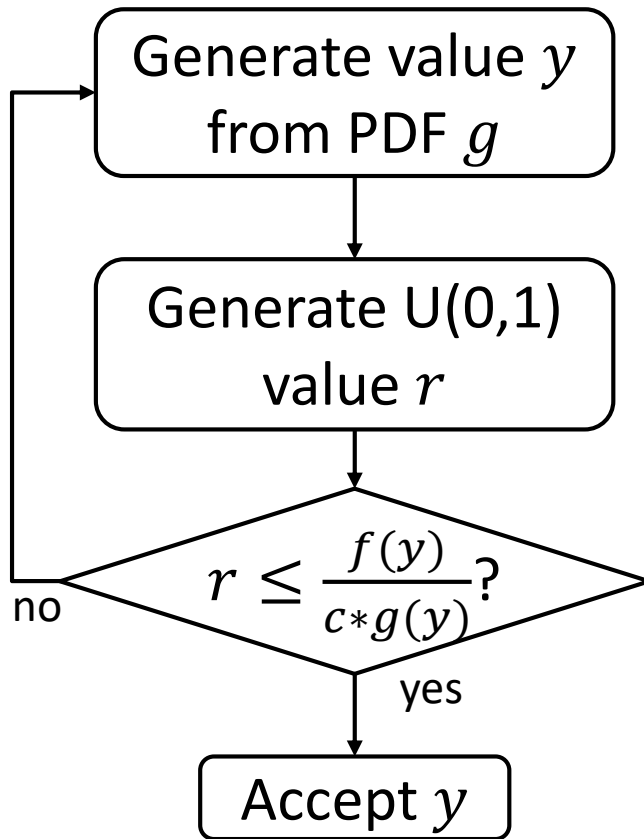 Generate value y
from PDF g
Generate U(0,1)
value r
r ≤ f(y) / c*g(y) ?
no
yes
Accept y